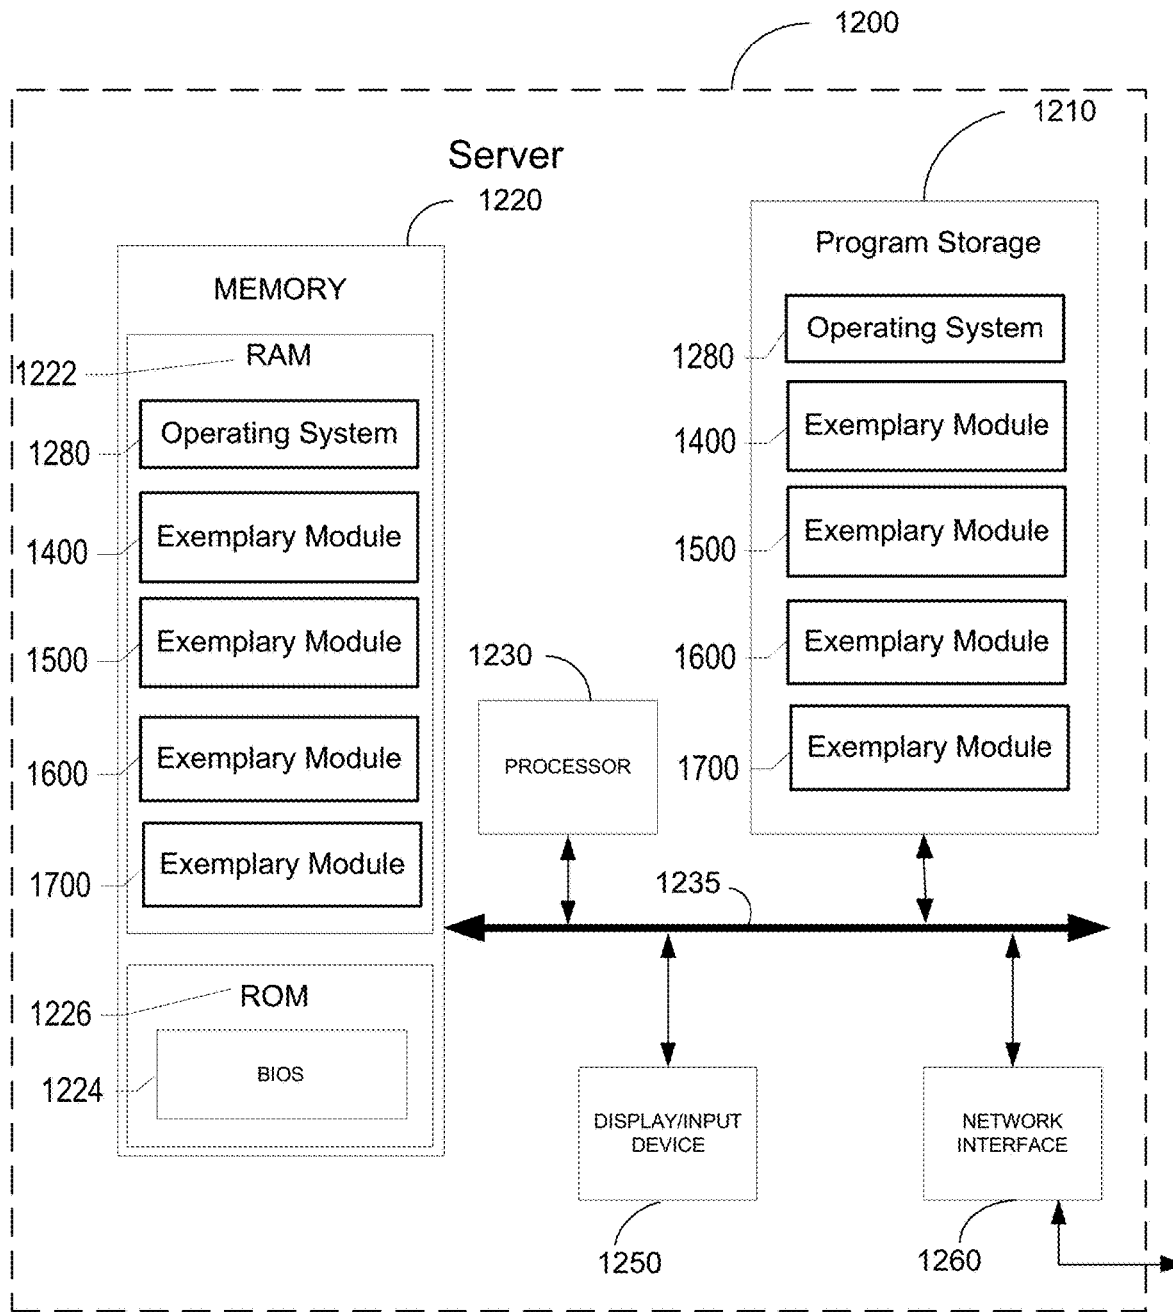 1200
1210
Server
1220
Program Storage
MEMORY
Operating System
1280
RAM
1222
Exemplary Module
1400
Operating System
1280
Exemplary Module
1500
Exemplary Module
1400
Exemplary Module
1600
Exemplary Module
1500
1230
Exemplary Module
1700
Exemplary Module
1600
PROCESSOR
Exemplary Module
1700
1235
ROM
1226
BIOS
1224
DISPLAY/INPUT
DEVICE
NETWORK
INTERFACE
1250
1260